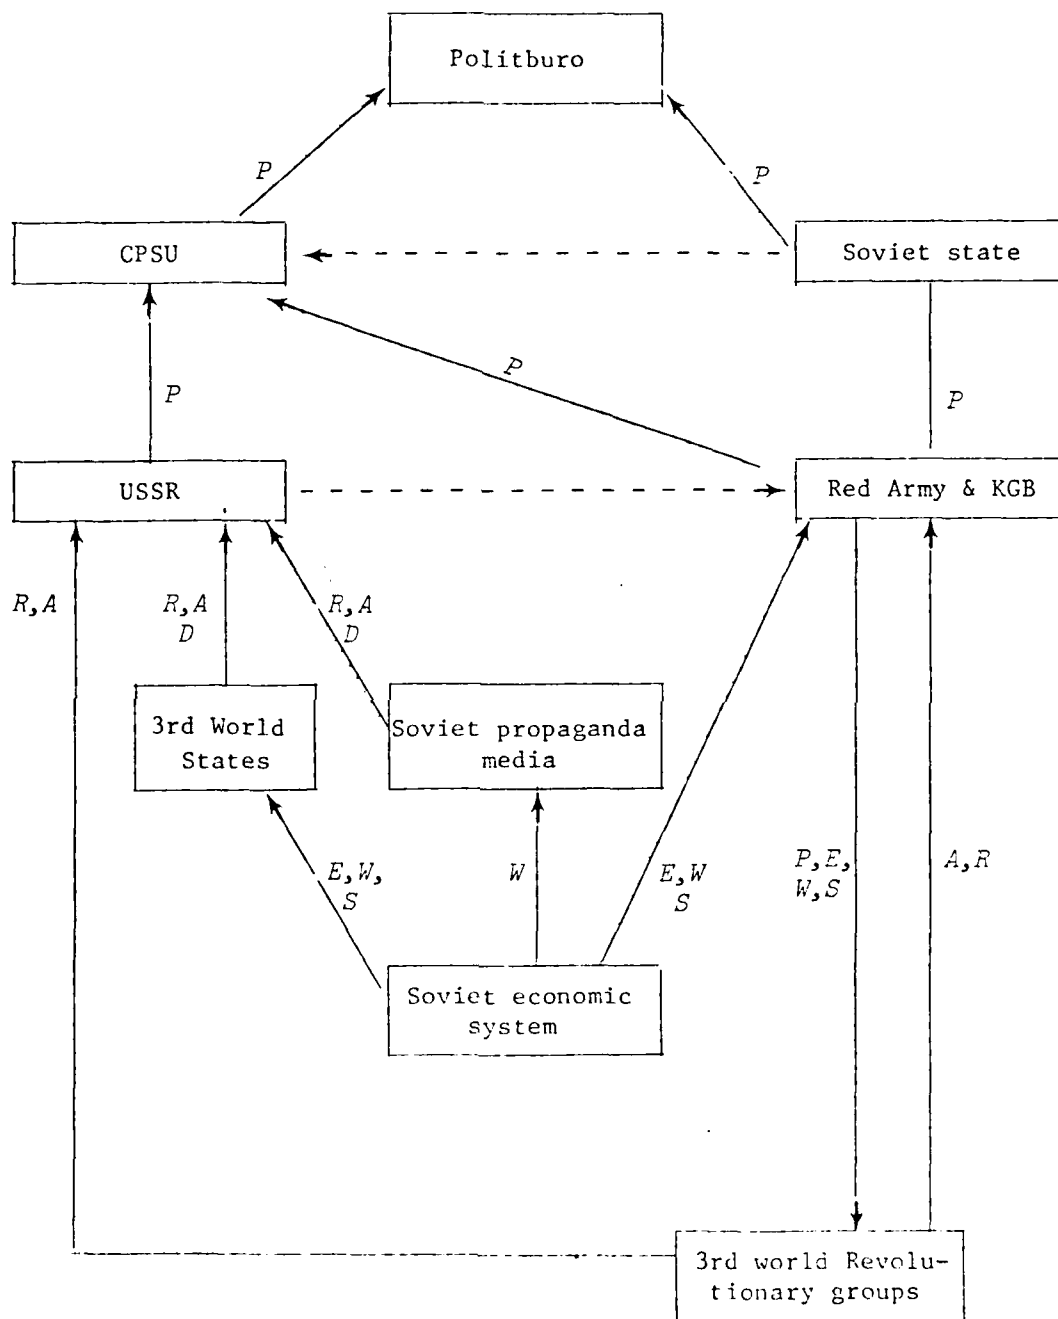 Politburo
P
P
CPSU
Soviet state
P
P
P
USSR
Red Army & KGB
R,A
R,A
D
R,A
D
3rd World
States
Soviet propaganda
media
E,W,
S
W
E,W
S
P,E,
W,S
A,R
Soviet economic
system
3rd world Revolu-
tionary groups